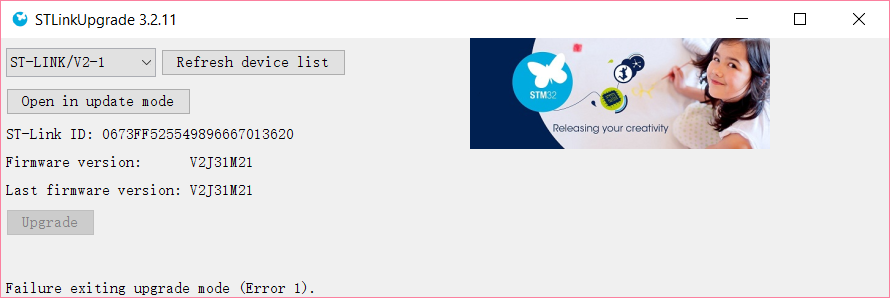 STLinkUpgrade 3.2.11
ST-LINK/V2-1
Refresh device list
Open in update mode
ST-Link ID: 0673FF525549896667013620
Firmware version: V2J31M21
Last firmware version: V2J31M21
Upgrade
Failure exiting upgrade mode (Error 1).
STM32
Releasing your creativity